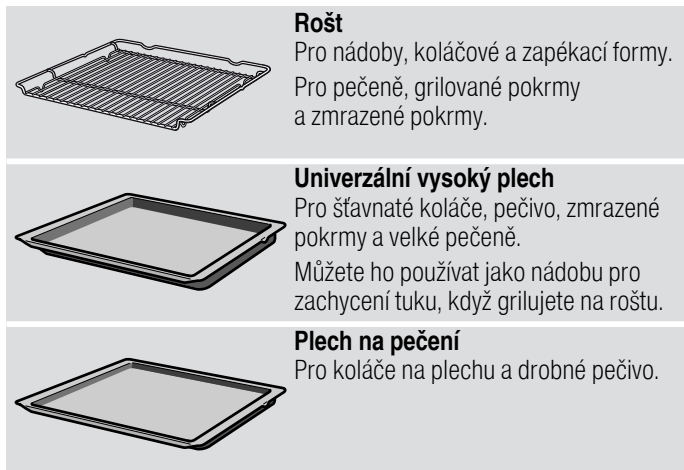 Rošt
Pro nádoby, koláčové a zapékací formy.
Pro pečeně, grilované pokrmy
a zmrazené pokrmy.
Univerzální vysoký plech
Pro šťavnaté koláče, pečivo, zmrazené
pokrmy a velké pečeně.
Můžete ho používat jako nádobu pro
zachycení tuku, když grilujete na roštu.
Plech na pečení
Pro koláče na plechu a drobné pečivo.